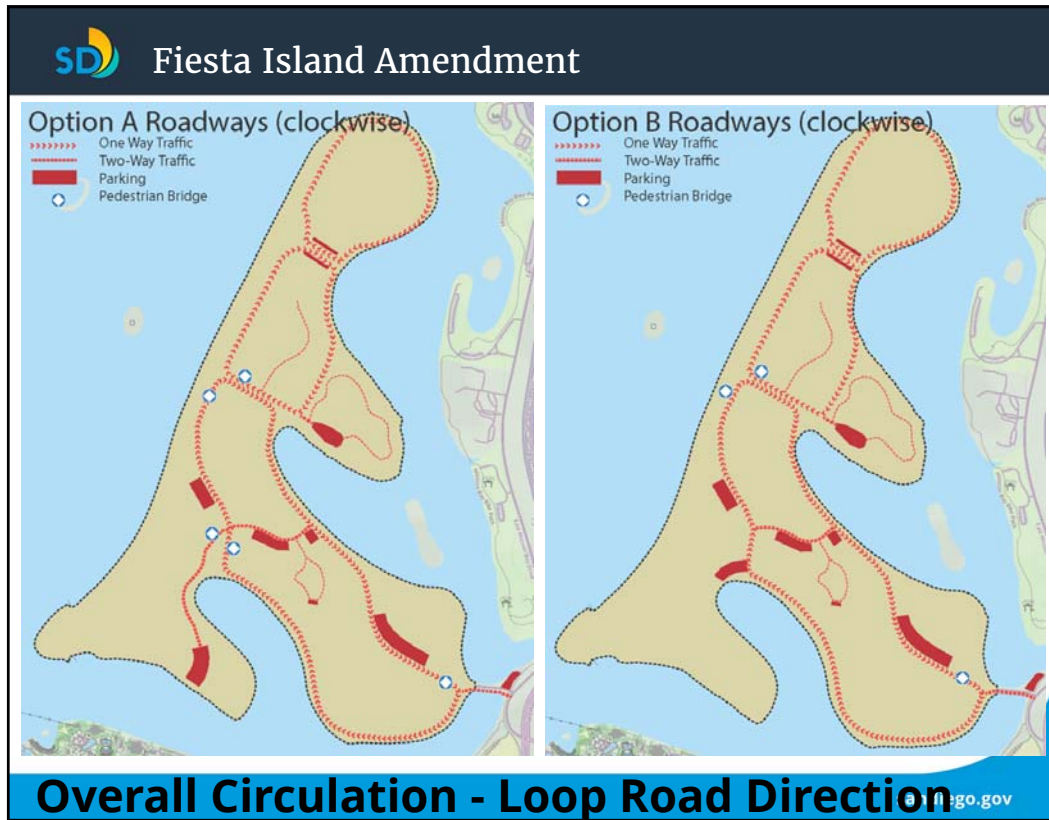 SD
Fiesta Island Amendment
Option A Roadways (clockwise)
One Way Traffic
Two-Way Traffic
Parking
Pedestrian Bridge
Option B Roadways (clockwise)
One Way Traffic
Two-Way Traffic
Parking
Pedestrian Bridge
Overall Circulation - Loop Road Direction